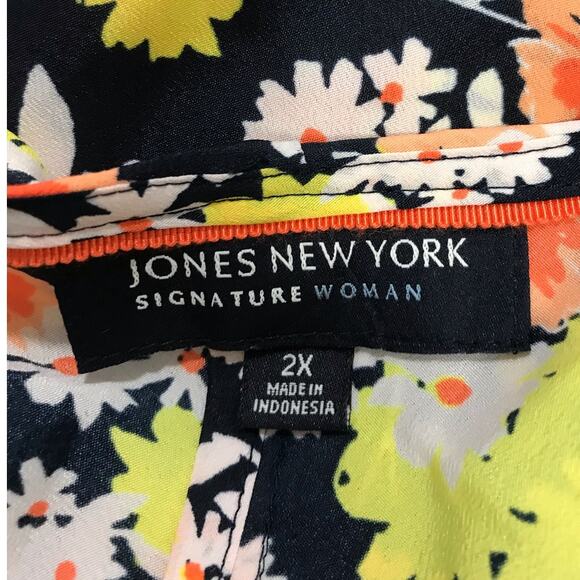 JONES NEW YORK
SIGNATURE WOMAN
2X
MADE IN
INDONESIA